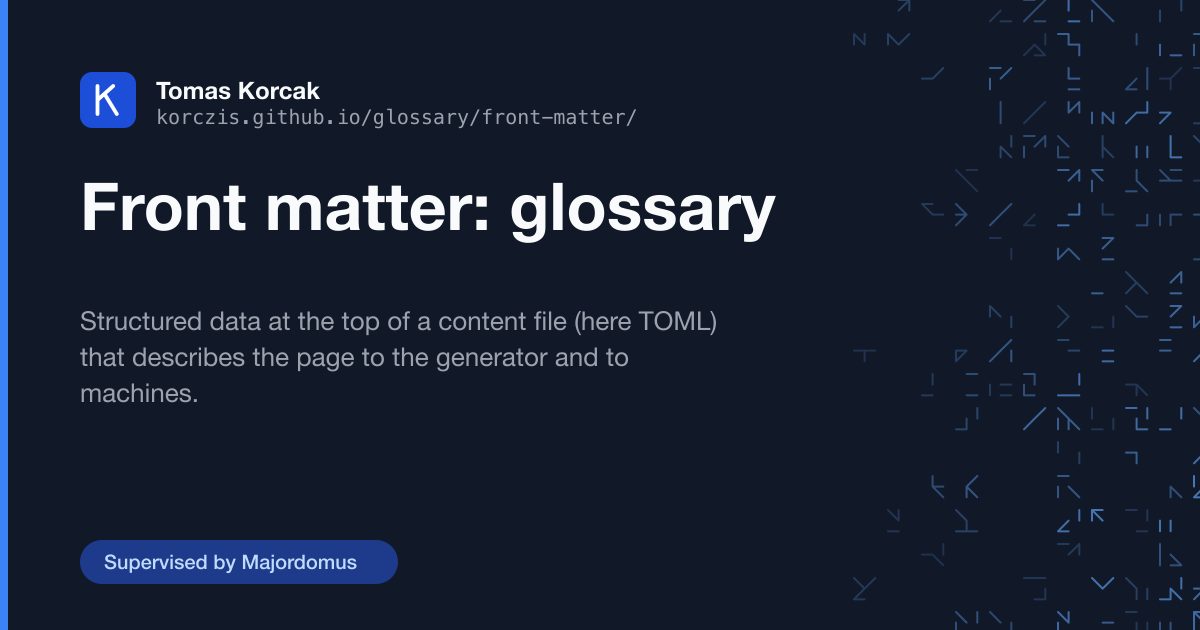 K
Tomas Korcak
korczis.github.io/glossary/front-matter/
Front matter: glossary
Structured data at the top of a content file (here TOML)
that describes the page to the generator and to
machines.
Supervised by Majordomus